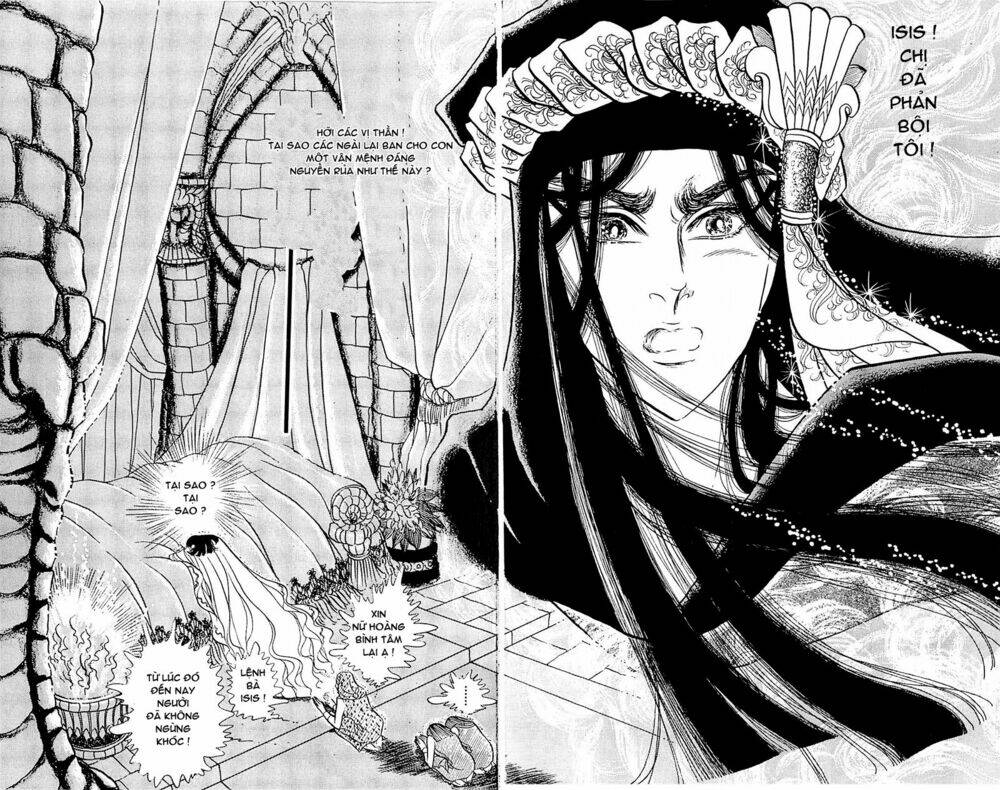 HỠI CÁC VỊ THẦN !
TẠI SAO CÁC NGÀI LẠI BAN CHO CON
MỘT VẬN MỆNH ĐÁNG
NGUYỀN RỦA NHƯ THẾ NÀY ?
TẠI SAO ?
TẠI
SAO ?
XIN
NỮ HOÀNG
BÌNH TÂM
LẠI Ạ !
LỆNH
BÀ
ISIS !
TỪ LÚC ĐÓ
ĐẾN NAY
NGƯỜI
ĐÃ KHÔNG
NGỪNG
KHÓC !
......
ISIS !
CHỊ
ĐÃ
PHẢN
BỘI
TÔI !